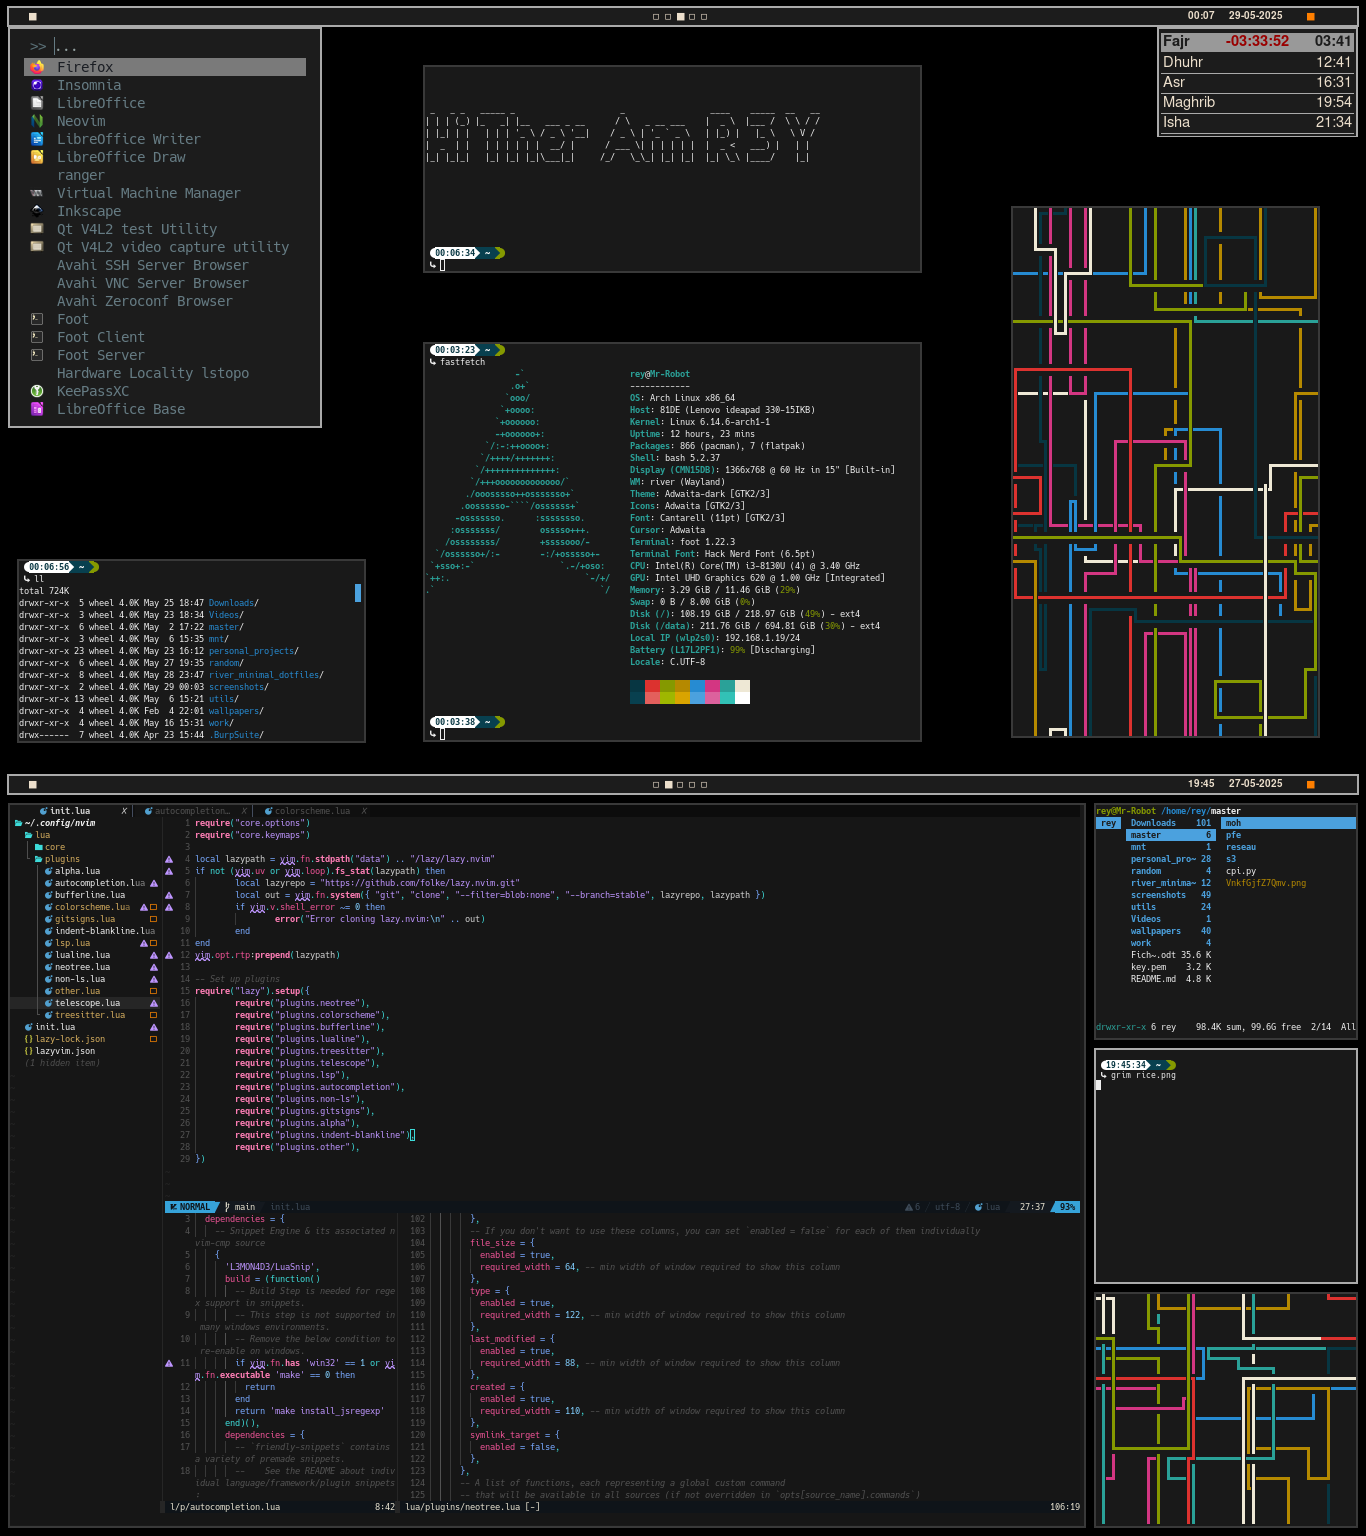 00:07 29-05-2025
>> ...
Firefox
Insomnia
LibreOffice
Neovim
LibreOffice Writer
LibreOffice Draw
ranger
Virtual Machine Manager
Inkscape
Qt V4L2 test Utility
Qt V4L2 video capture utility
Avahi SSH Server Browser
Avahi VNC Server Browser
Avahi Zeroconf Browser
Foot
Foot Client
Foot Server
Hardware Locality lstopo
KeePassXC
LibreOffice Base
Fajr -03:33:52 03:41
Dhuhr 12:41
Asr 16:31
Maghrib 19:54
Isha 21:34
00:06:34 ~
00:03:23 ~
fastfetch
rey@Mr-Robot
------------
OS: Arch Linux x86_64
Host: 81DE (Lenovo ideapad 330-15IKB)
Kernel: Linux 6.14.6-arch1-1
Uptime: 12 hours, 23 mins
Packages: 866 (pacman), 7 (flatpak)
Shell: bash 5.2.37
Display (CMN15DB): 1366x768 @ 60 Hz in 15" [Built-in]
WM: river (Wayland)
Theme: Adwaita-dark [GTK2/3]
Icons: Adwaita [GTK2/3]
Font: Cantarell (11pt) [GTK2/3]
Cursor: Adwaita
Terminal: foot 1.22.3
Terminal Font: Hack Nerd Font (6.5pt)
CPU: Intel(R) Core(TM) i3-8130U (4) @ 3.40 GHz
GPU: Intel UHD Graphics 620 @ 1.00 GHz [Integrated]
Memory: 3.29 GiB / 11.46 GiB (29%)
Swap: 0 B / 8.00 GiB (0%)
Disk (/): 108.19 GiB / 218.97 GiB (49%) - ext4
Disk (/data): 211.76 GiB / 694.81 GiB (30%) - ext4
Local IP (wlp2s0): 192.168.1.19/24
Battery (L17L2PF1): 99% [Discharging]
Locale: C.UTF-8
00:03:38 ~
00:06:56 ~
ll
total 724K
drwxr-xr-x 5 wheel 4.0K May 25 18:47 Downloads/
drwxr-xr-x 3 wheel 4.0K May 23 18:34 Videos/
drwxr-xr-x 6 wheel 4.0K May 2 17:22 master/
drwxr-xr-x 3 wheel 4.0K May 6 15:35 mnt/
drwxr-xr-x 23 wheel 4.0K May 23 16:12 personal_projects/
drwxr-xr-x 6 wheel 4.0K May 27 19:35 random/
drwxr-xr-x 8 wheel 4.0K May 28 23:47 river_minimal_dotfiles/
drwxr-xr-x 2 wheel 4.0K May 29 00:03 screenshots/
drwxr-xr-x 13 wheel 4.0K May 6 15:21 utils/
drwxr-xr-x 4 wheel 4.0K Feb 4 22:01 wallpapers/
drwxr-xr-x 4 wheel 4.0K May 16 15:31 work/
drwx------ 7 wheel 4.0K Apr 23 15:44 .BurpSuite/
19:45 27-05-2025
init.lua X autocompletion… X colorscheme.lua X
~/.config/nvim
lua
core
plugins
alpha.lua
autocompletion.lua
bufferline.lua
colorscheme.lua
gitsigns.lua
indent-blankline.lua
lsp.lua
lualine.lua
neotree.lua
non-ls.lua
other.lua
telescope.lua
treesitter.lua
init.lua
lazy-lock.json
lazyvim.json
(1 hidden item)
1 require("core.options")
2 require("core.keymaps")
3
4 local lazypath = vim.fn.stdpath("data") .. "/lazy/lazy.nvim"
5 if not (vim.uv or vim.loop).fs_stat(lazypath) then
6 local lazyrepo = "https://github.com/folke/lazy.nvim.git"
7 local out = vim.fn.system({ "git", "clone", "--filter=blob:none", "--branch=stable", lazyrepo, lazypath })
8 if vim.v.shell_error ~= 0 then
9 error("Error cloning lazy.nvim:\n" .. out)
10 end
11 end
12 vim.opt.rtp:prepend(lazypath)
13
14 -- Set up plugins
15 require("lazy").setup({
16 require("plugins.neotree"),
17 require("plugins.colorscheme"),
18 require("plugins.bufferline"),
19 require("plugins.lualine"),
20 require("plugins.treesitter"),
21 require("plugins.telescope"),
22 require("plugins.lsp"),
23 require("plugins.autocompletion"),
24 require("plugins.non-ls"),
25 require("plugins.gitsigns"),
26 require("plugins.alpha"),
27 require("plugins.indent-blankline"),
28 require("plugins.other"),
29 })
NORMAL main init.lua 6 / utf-8 / lua 27:37 93%
3 dependencies = {
4 -- Snippet Engine & its associated n
vim-cmp source
5 {
6 'L3MON4D3/LuaSnip',
7 build = (function()
8 -- Build Step is needed for rege
x support in snippets.
9 -- This step is not supported in
many windows environments.
10 -- Remove the below condition to
re-enable on windows.
11 if vim.fn.has 'win32' == 1 or vi
m.fn.executable 'make' == 0 then
12 return
13 end
14 return 'make install_jsregexp'
15 end)(),
16 dependencies = {
17 -- `friendly-snippets` contains
a variety of premade snippets.
18 -- See the README about indiv
idual language/framework/plugin snippets
:
l/p/autocompletion.lua 8:42
102 },
103 -- If you don't want to use these columns, you can set `enabled = false` for each of them individually
104 file_size = {
105 enabled = true,
106 required_width = 64, -- min width of window required to show this column
107 },
108 type = {
109 enabled = true,
110 required_width = 122, -- min width of window required to show this column
111 },
112 last_modified = {
113 enabled = true,
114 required_width = 88, -- min width of window required to show this column
115 },
116 created = {
117 enabled = true,
118 required_width = 110, -- min width of window required to show this column
119 },
120 symlink_target = {
121 enabled = false,
122 },
123 },
124 -- A list of functions, each representing a global custom command
125 -- that will be available in all sources (if not overridden in `opts[source_name].commands`)
lua/plugins/neotree.lua [-] 106:19
rey@Mr-Robot /home/rey/master
rey Downloads 101 moh
master 6 pfe
mnt 1 reseau
personal_pro~ 28 s3
random 4 cpi.py
river_minima~ 12 VnkfGjfZ7Qmv.png
screenshots 49
utils 24
Videos 1
wallpapers 40
work 4
Fich~.odt 35.6 K
key.pem 3.2 K
README.md 4.8 K
drwxr-xr-x 6 rey 98.4K sum, 99.6G free 2/14 All
19:45:34 ~
grim rice.png